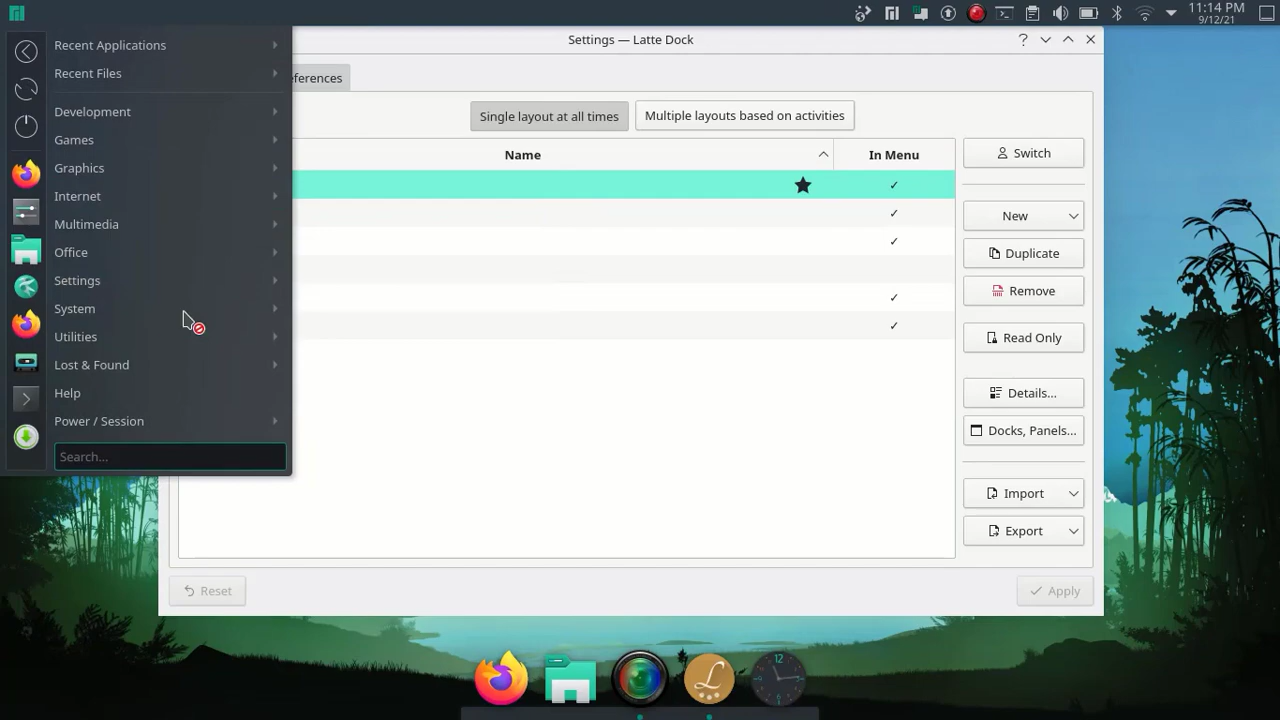 11:14 PM
9/12/21
Settings — Latte Dock
Recent Applications
Recent Files
Development
Games
Graphics
Internet
Multimedia
Office
Settings
System
Utilities
Lost & Found
Help
Power / Session
Search...
eferences
Single layout at all times
Multiple layouts based on activities
Name
In Menu
Switch
New
Duplicate
Remove
Read Only
Details...
Docks, Panels...
Import
Export
Reset
Apply
12
L